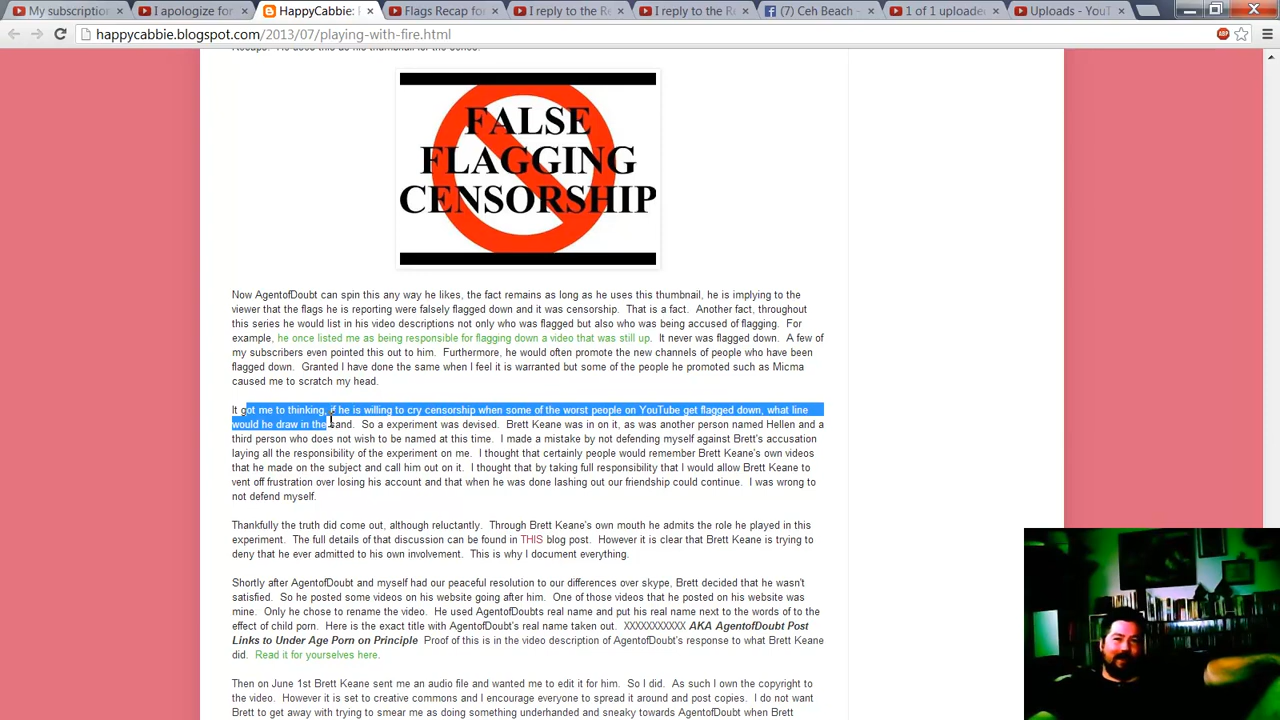 My subscription
I apologize for
HappyCabbie:
Flags Recap for
I reply to the Re
I reply to the Re
(7) Ceh Beach -
1 of 1 uploaded
Uploads - YouT
happycabbie.blogspot.com/2013/07/playing-with-fire.html
ABP
FALSE
FLAGGING
CENSORSHIP
Now AgentofDoubt can spin this any way he likes, the fact remains as long as he uses this thumbnail, he is implying to the
viewer that the flags he is reporting were falsely flagged down and it was censorship. That is a fact. Another fact, throughout
this series he would list in his video descriptions not only who was flagged but also who was being accused of flagging. For
example, he once listed me as being responsible for flagging down a video that was still up. It never was flagged down. A few of
my subscribers even pointed this out to him. Furthermore, he would often promote the new channels of people who have been
flagged down. Granted I have done the same when I feel it is warranted but some of the people he promoted such as Micma
caused me to scratch my head.
It got me to thinking, if he is willing to cry censorship when some of the worst people on YouTube get flagged down, what line
would he draw in the sand. So a experiment was devised. Brett Keane was in on it, as was another person named Hellen and a
third person who does not wish to be named at this time. I made a mistake by not defending myself against Brett's accusation
laying all the responsibility of the experiment on me. I thought that certainly people would remember Brett Keane's own videos
that he made on the subject and call him out on it. I thought that by taking full responsibility that I would allow Brett Keane to
vent off frustration over losing his account and that when he was done lashing out our friendship could continue. I was wrong to
not defend myself.
Thankfully the truth did come out, although reluctantly. Through Brett Keane's own mouth he admits the role he played in this
experiment. The full details of that discussion can be found in THIS blog post. However it is clear that Brett Keane is trying to
deny that he ever admitted to his own involvement. This is why I document everything.
Shortly after AgentofDoubt and myself had our peaceful resolution to our differences over skype, Brett decided that he wasn't
satisfied. So he posted some videos on his website going after him. One of those videos that he posted on his website was
mine. Only he chose to rename the video. He used AgentofDoubts real name and put his real name next to the words of to the
effect of child porn. Here is the exact title with AgentofDoubt's real name taken out. XXXXXXXXXXX AKA AgentofDoubt Post
Links to Under Age Porn on Principle Proof of this is in the video description of AgentofDoubt's response to what Brett Keane
did. Read it for yourselves here.
Then on June 1st Brett Keane sent me an audio file and wanted me to edit it for him. So I did. As such I own the copyright to
the video. However it is set to creative commons and I encourage everyone to spread it around and post copies. I do not want
Brett to get away with trying to smear me as doing something underhanded and sneaky towards AgentofDoubt when Brett